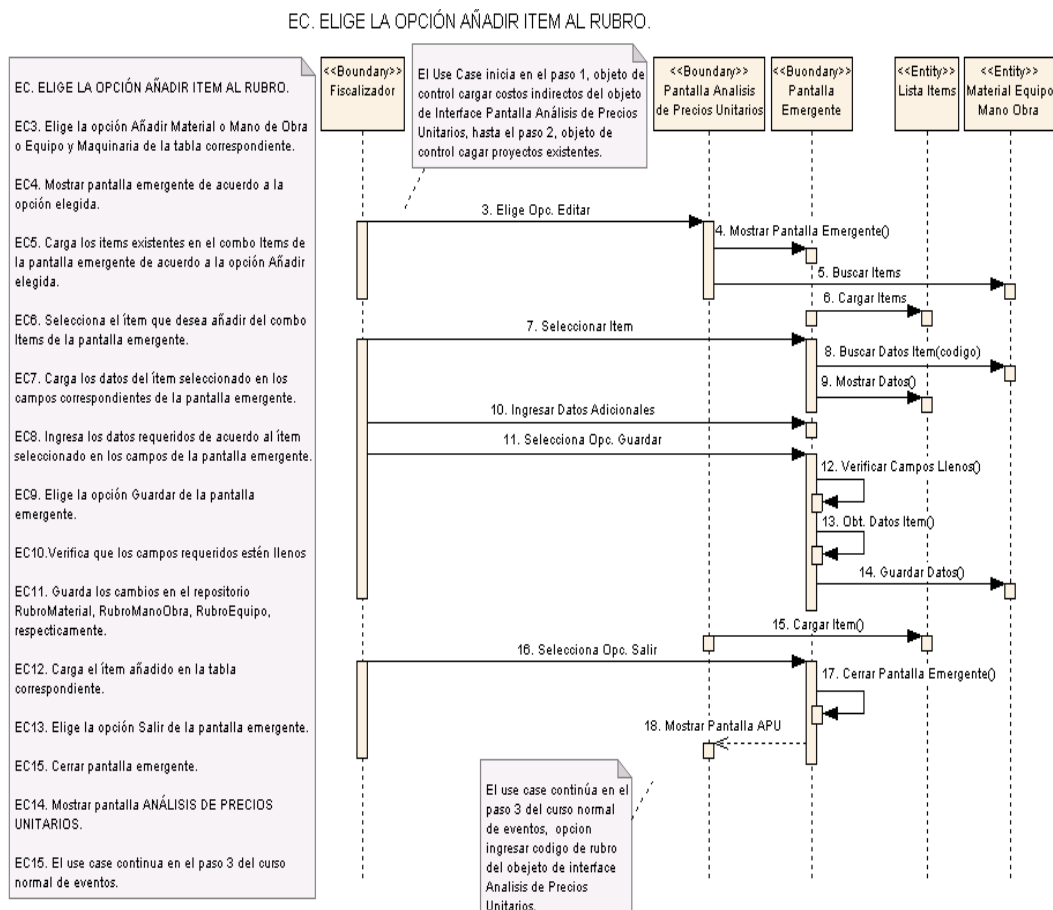 EC. ELIGE LA OPCIÓN AÑADIR ITEM AL RUBRO.
EC. ELIGE LA OPCIÓN AÑADIR ITEM AL RUBRO.
EC3. Elige la opción Añadir Material o Mano de Obra
o Equipo y Maquinaria de la tabla correspondiente.
EC4. Mostrar pantalla emergente de acuerdo a la
opción elegida.
EC5. Carga los items existentes en el combo Items de
la pantalla emergente de acuerdo a la opción Añadir
elegida.
EC6. Selecciona el ítem que desea añadir del combo
Items de la pantalla emergente.
EC7. Carga los datos del ítem seleccionado en los
campos correspondientes de la pantalla emergente.
EC8. Ingresa los datos requeridos de acuerdo al ítem
seleccionado en los campos de la pantalla emergente.
EC9. Elige la opción Guardar de la pantalla
emergente.
EC10.Verifica que los campos requeridos estén llenos
EC11. Guarda los cambios en el repositorio
RubroMaterial, RubroManoObra, RubroEquipo,
respecticamente.
EC12. Carga el ítem añadido en la tabla
correspondiente.
EC13. Elige la opción Salir de la pantalla emergente.
EC15. Cerrar pantalla emergente.
EC14. Mostrar pantalla ANÁLISIS DE PRECIOS
UNITARIOS.
EC15. El use case continua en el paso 3 del curso
normal de eventos.
<<Boundary>>
Fiscalizador
El Use Case inicia en el paso 1, objeto de
control cargar costos indirectos del objeto
de Interface Pantalla Análisis de Precios
Unitarios, hasta el paso 2, objeto de
control cagar proyectos existentes.
<<Boundary>>
Pantalla Analisis
de Precios Unitarios
<<Buondary>>
Pantalla
Emergente
<<Entity>>
Lista Items
<<Entity>>
Material Equipo
Mano Obra
3. Elige Opc. Editar
4. Mostrar Pantalla Emergente()
5. Buscar Items
6. Cargar Items
7. Seleccionar Item
8. Buscar Datos Item(codigo)
9. Mostrar Datos()
10. Ingresar Datos Adicionales
11. Selecciona Opc. Guardar
12. Verificar Campos Llenos()
13. Obt. Datos Item()
14. Guardar Datos()
15. Cargar Item()
16. Selecciona Opc. Salir
17. Cerrar Pantalla Emergente()
18. Mostrar Pantalla APU
El use case continúa en el
paso 3 del curso normal
de eventos, opcion
ingresar codigo de rubro
del obejeto de interface
Analisis de Precios
Unitarios.